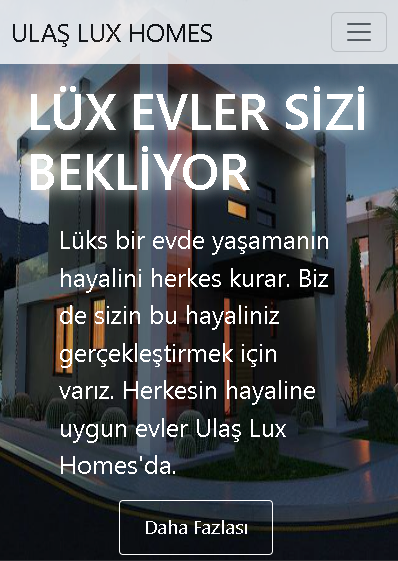 ULAŞ LUX HOMES
LÜX EVLER SİZİ
BEKLİYOR
Lüks bir evde yaşamanın
hayalini herkes kurar. Biz
de sizin bu hayaliniz
gerçekleştirmek için
varız. Herkesin hayaline
uygun evler Ulaş Lux
Homes'da.
Daha Fazlası